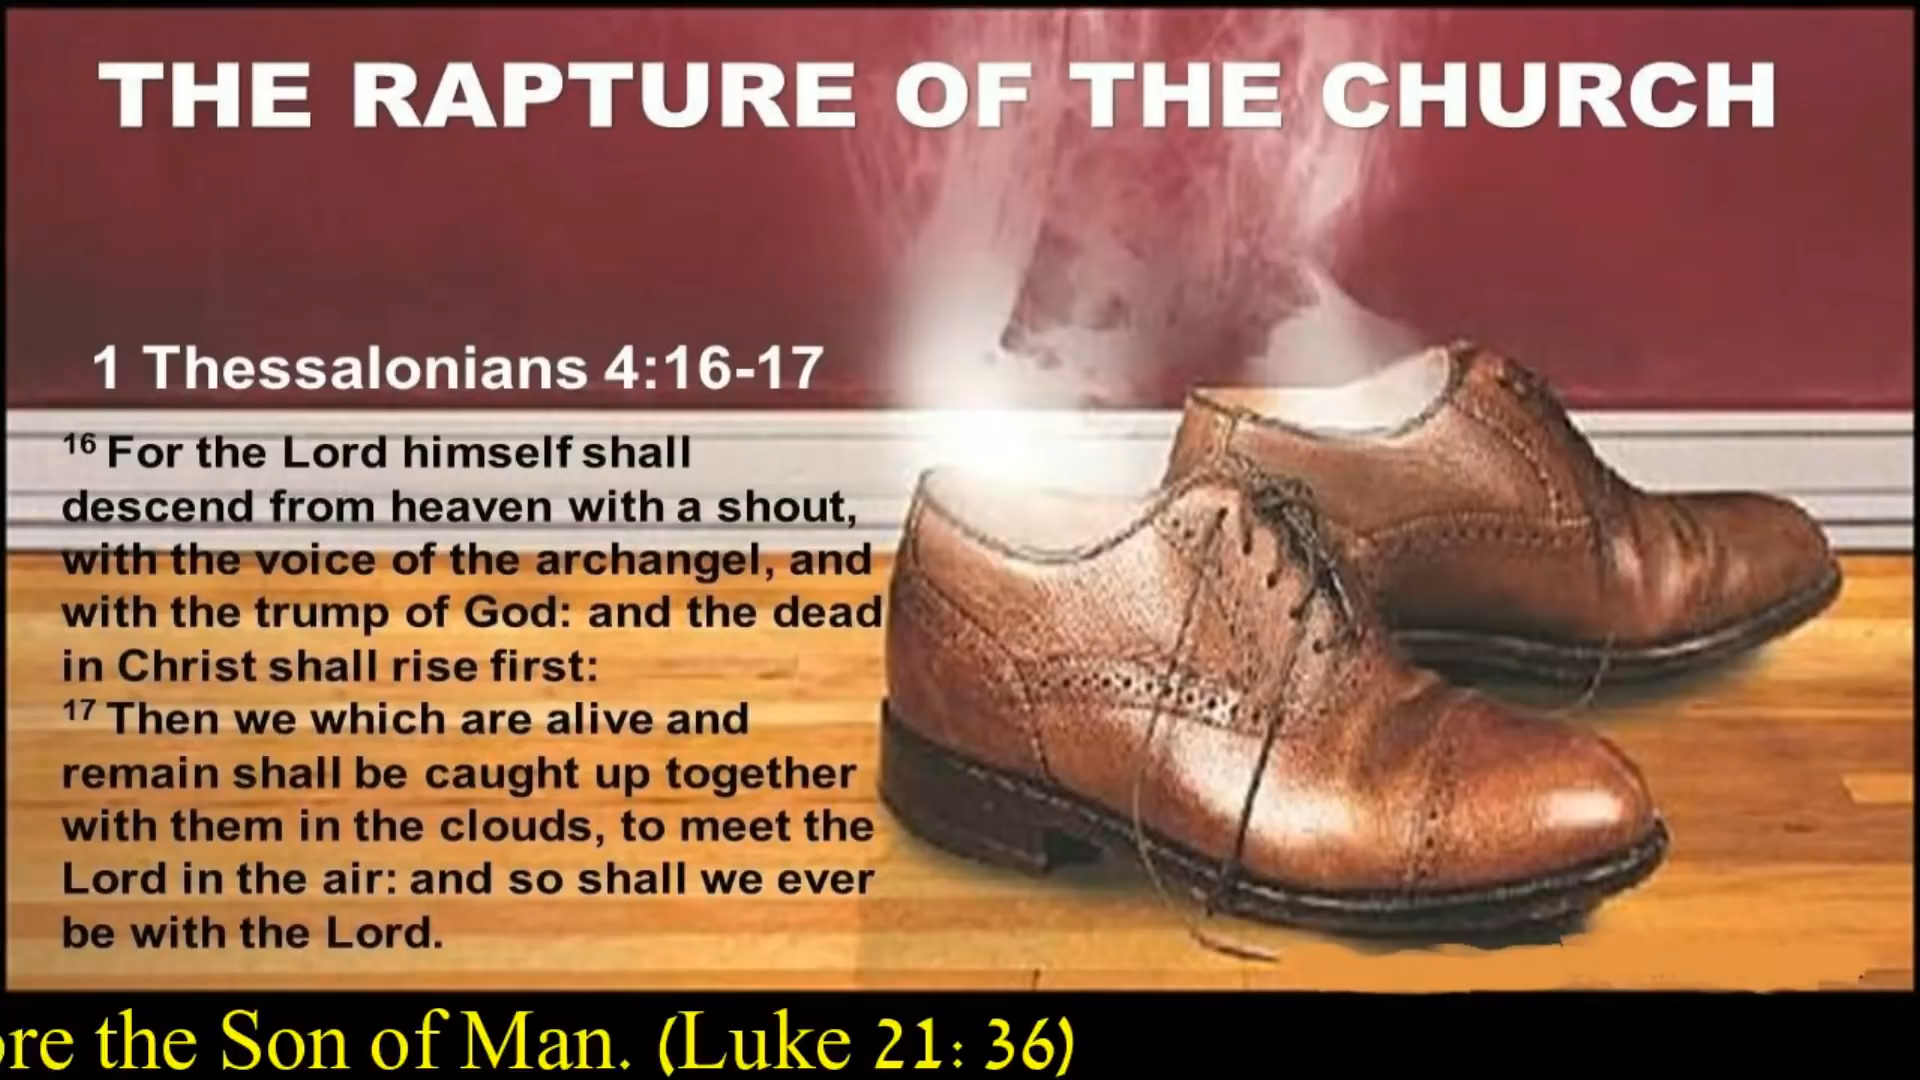 THE RAPTURE OF THE CHURCH
1 Thessalonians 4:16-17
16 For the Lord himself shall
descend from heaven with a shout,
with the voice of the archangel, and
with the trump of God: and the dead
in Christ shall rise first:
17 Then we which are alive and
remain shall be caught up together
with them in the clouds, to meet the
Lord in the air: and so shall we ever
be with the Lord.
the Son of Man. (Luke 21: 36)